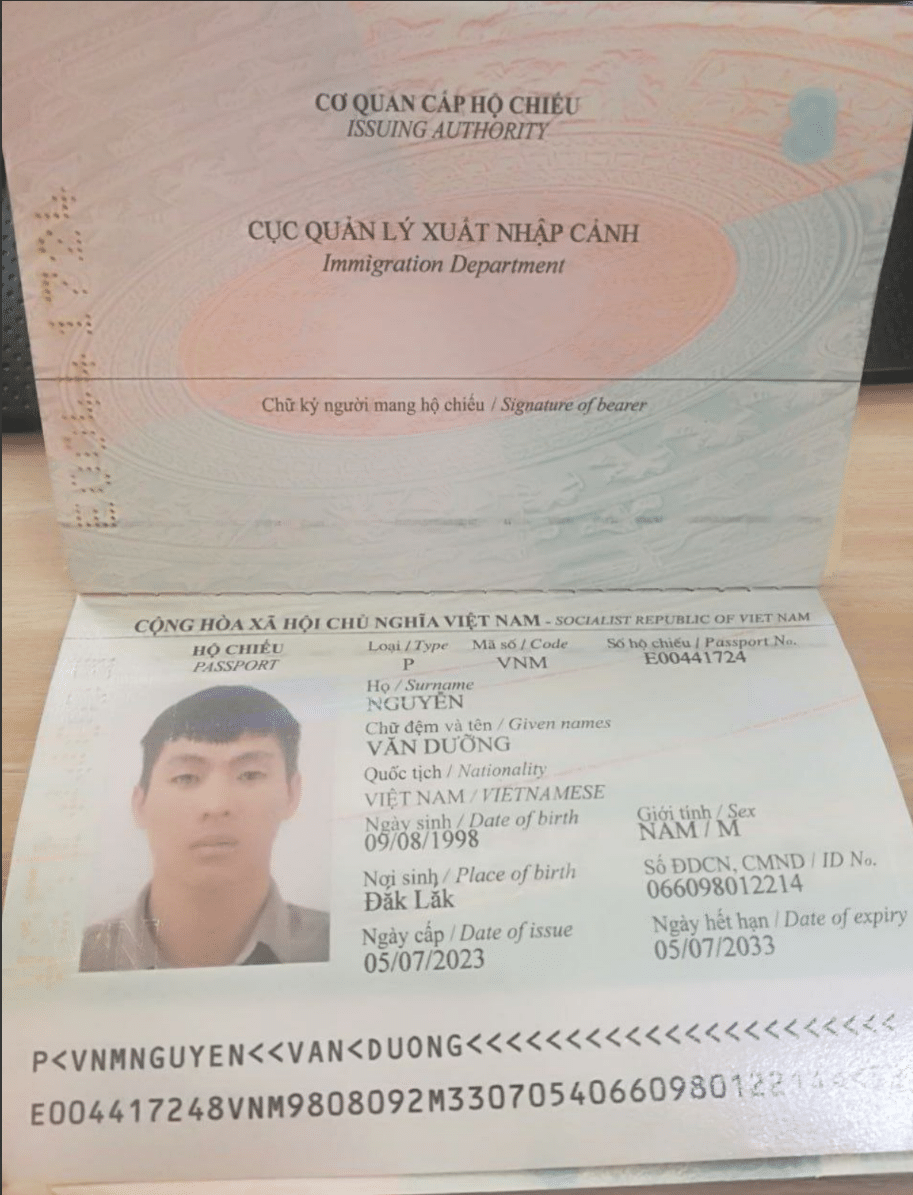 CƠ QUAN CẤP HỘ CHIẾU
ISSUING AUTHORITY
CỤC QUẢN LÝ XUẤT NHẬP CẢNH
Immigration Department
Chữ ký người mang hộ chiếu / Signature of bearer
E00441724
CỘNG HÒA XÃ HỘI CHỦ NGHĨA VIỆT NAM - SOCIALIST REPUBLIC OF VIET NAM
HỘ CHIẾU Loại / Type Mã số / Code Số hộ chiếu / Passport No.
PASSPORT P VNM E00441724
Họ / Surname
NGUYỄN
Chữ đệm và tên / Given names
VĂN DƯỠNG
Quốc tịch / Nationality
VIỆT NAM / VIETNAMESE
Ngày sinh / Date of birth Giới tính / Sex
09/08/1998 NAM / M
Nơi sinh / Place of birth Số ĐDCN, CMND / ID No.
Đăk Lăk 066098012214
Ngày cấp / Date of issue Ngày hết hạn / Date of expiry
05/07/2023 05/07/2033
P<VNMNGUYEN<<VAN<DUONG<<<<<<<<<<<<<<<<<<<<<<
E004417248VNM9808092M3307054066098012214